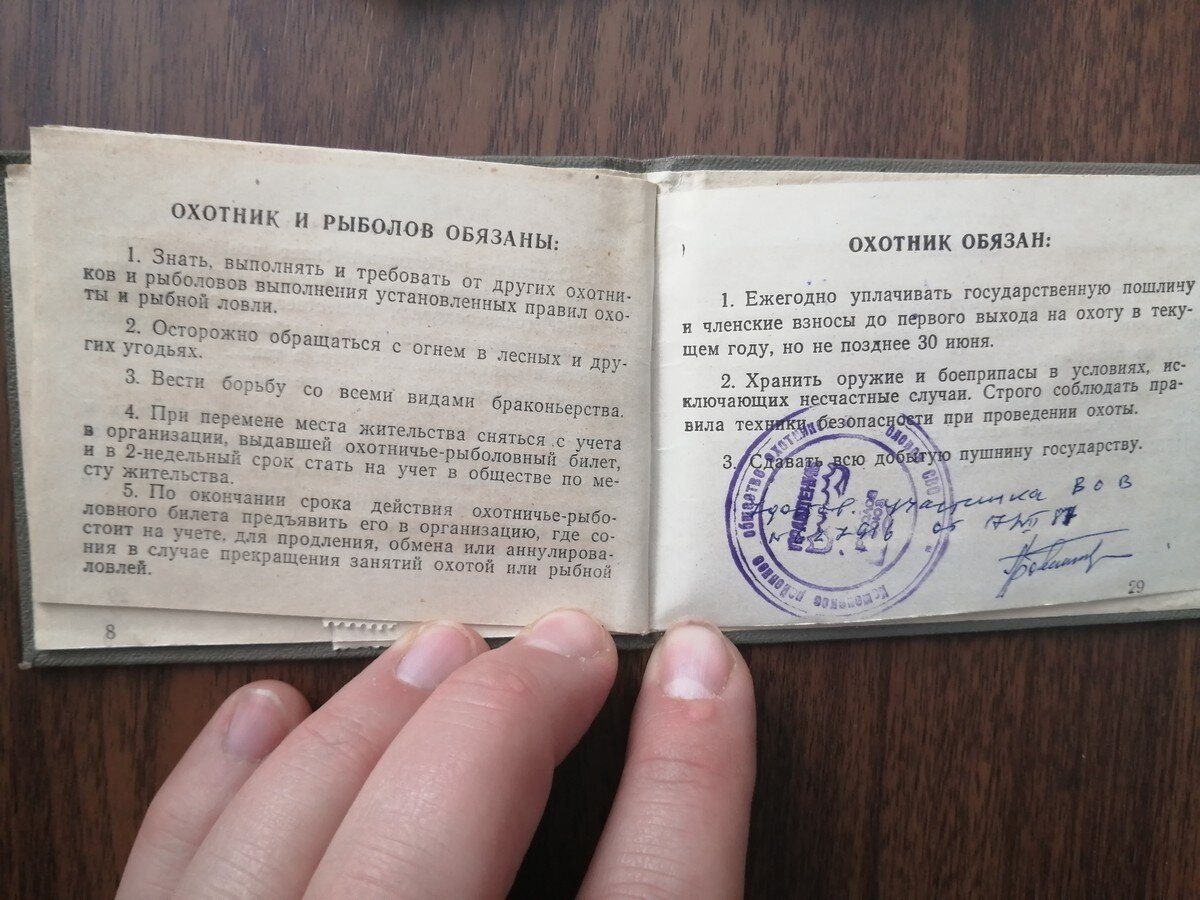 ОХОТНИК И РЫБОЛОВ ОБЯЗАНЫ:
1. Знать, выполнять и требовать от других охотни-
ков и рыболовов выполнения установленных правил охо-
ты и рыбной ловли.
2. Осторожно обращаться с огнем в лесных и дру-
гих угодьях.
3. Вести борьбу со всеми видами браконьерства.
4. При перемене места жительства сняться с учета
в организации, выдавшей охотничье-рыболовный билет,
и в 2-недельный срок стать на учет в обществе по ме-
сту жительства.
5. По окончании срока действия охотничье-рыбо-
ловного билета предъявить его в организацию, где со-
стоит на учете, для продления, обмена или аннулирова-
ния в случае прекращения занятий охотой или рыбной
ловлей.
8
ОХОТНИК ОБЯЗАН:
1. Ежегодно уплачивать государственную пошлину
и членские взносы до первого выхода на охоту в теку-
щем году, но не позднее 30 июня.
2. Хранить оружие и боеприпасы в условиях, ис-
ключающих несчастные случаи. Строго соблюдать пра-
вила техники безопасности при проведении охоты.
3. Сдавать всю добытую пушнину государству.
участника ВОВ
от 17
районное общество охотников
ПРАВЛЕНИЕ
29